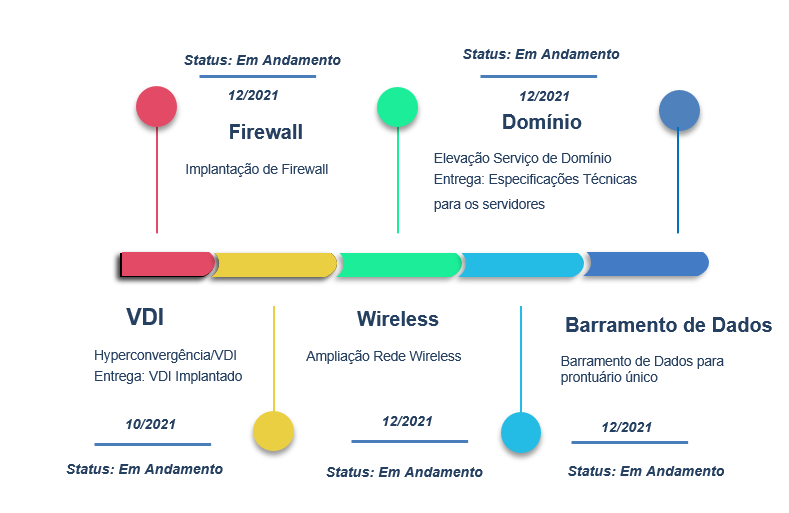 Status: Em Andamento
12/2021
Firewall
Implantação de Firewall
Status: Em Andamento
12/2021
Domínio
Elevação Serviço de Domínio
Entrega: Especificações Técnicas
para os servidores
VDI
Hyperconvergência/VDI
Entrega: VDI Implantado
10/2021
Status: Em Andamento
Wireless
Ampliação Rede Wireless
12/2021
Status: Em Andamento
Barramento de Dados
Barramento de Dados para
prontuário único
12/2021
Status: Em Andamento